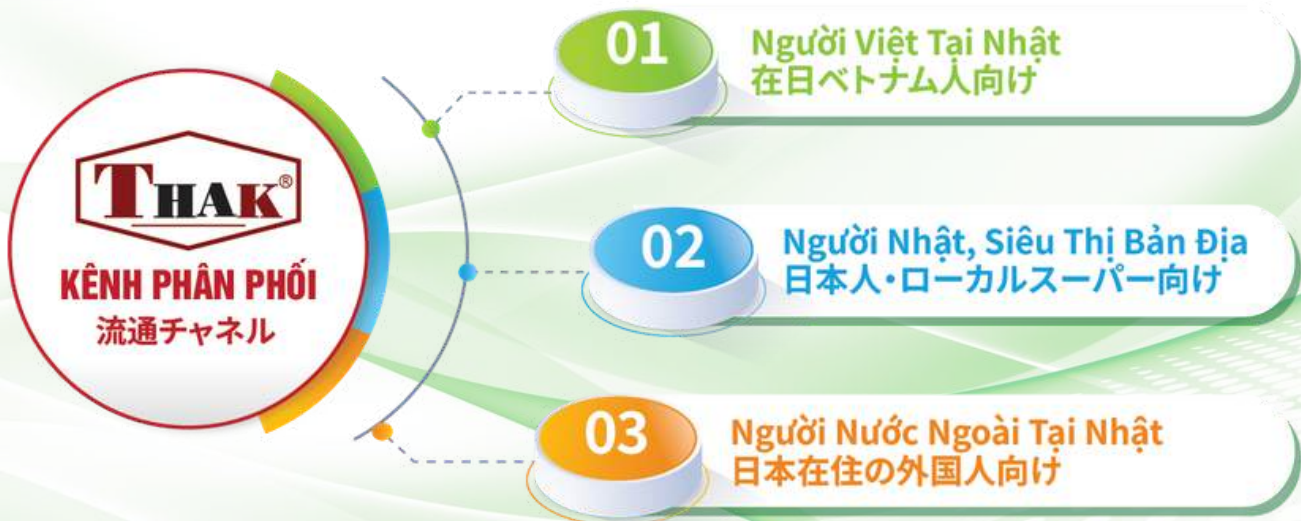 THAK®
KÊNH PHÂN PHỐI
流通チャネル
01
Người Việt Tại Nhật
在日ベトナム人向け
02
Người Nhật, Siêu Thị Bản Địa
日本人・ローカルスーパー向け
03
Người Nước Ngoài Tại Nhật
日本在住の外国人向け